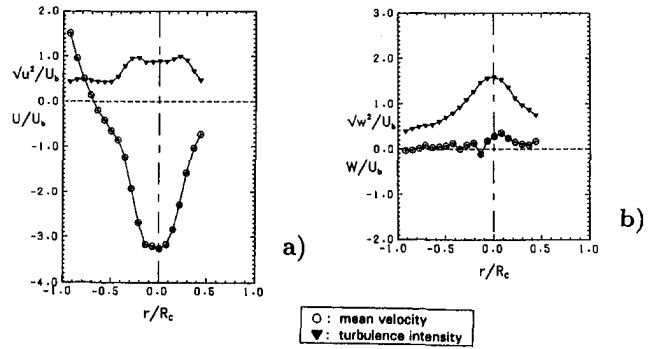 2.0
1.0
√u²/U_b
0.0
U/U_b
-1.0
-2.0
-3.0
-4.0
-1.0 -0.5 0.0 0.5 1.0
r/R_c
a)
3.0
2.0
√w²/U_b
1.0
0.0
W/U_b
-1.0
-2.0
-1.0 -0.5 0.0 0.5 1.0
r/R_c
b)
○ : mean velocity
▼ : turbulence intensity